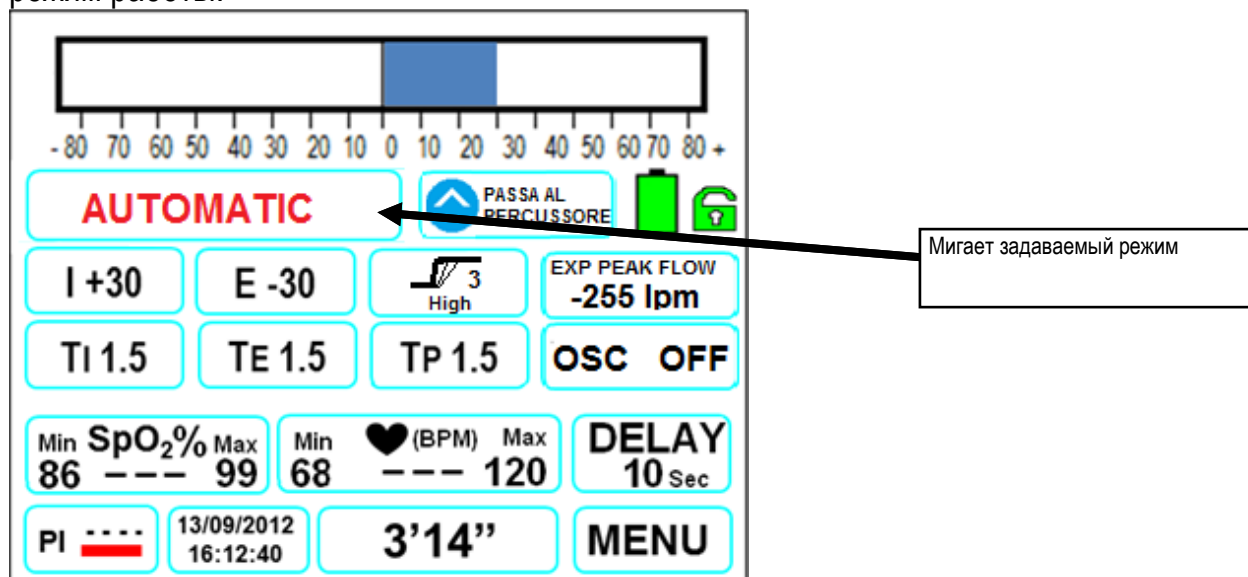 режим работы.
- 80 70 60 50 40 30 20 10 0 10 20 30 40 50 60 70 80 +
AUTOMATIC
PASSA AL
PERCUSSORE
Мигает задаваемый режим
I +30
E -30
3
High
EXP PEAK FLOW
-255 lpm
TI 1.5
TE 1.5
TP 1.5
OSC OFF
Min SpO₂% Max
86 --- 99
Min (BPM) Max
68 --- 120
DELAY
10 Sec
PI ----
13/09/2012
16:12:40
3’14”
MENU